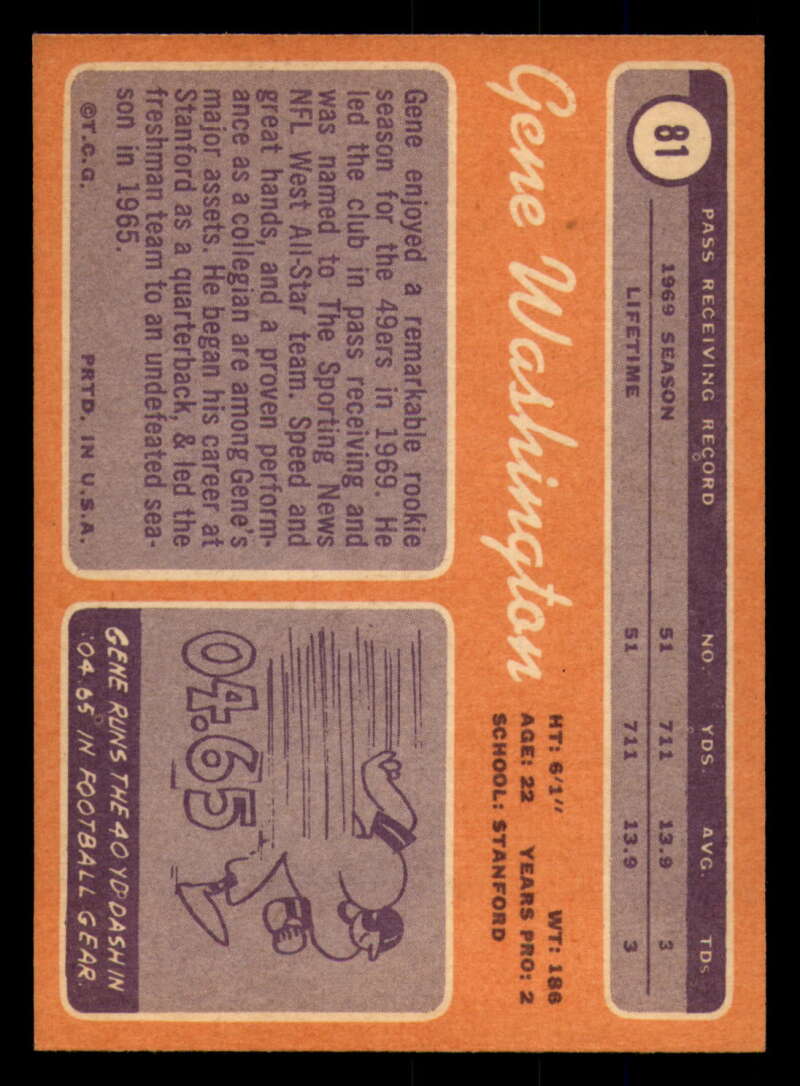 81
PASS RECEIVING RECORD NO. YDS. AVG. TDs
1969 SEASON 51 711 13.9 3
LIFETIME 51 711 13.9 3
Gene Washington
HT: 6/1" WT: 186
AGE: 22 YEARS PRO: 2
SCHOOL: STANFORD
Gene enjoyed a remarkable rookie
season for the 49ers in 1969. He
led the club in pass receiving and
was named to The Sporting News
NFL West All-Star team. Speed and
great hands, and a proven perform-
ance as a collegian are among Gene's
major assets. He began his career at
Stanford as a quarterback, & led the
freshman team to an undefeated sea-
son in 1965.
©T.C.G. PRTD. IN U.S.A.
04.65
GENE RUNS THE 40 YD DASH IN
:04.65 IN FOOTBALL GEAR.